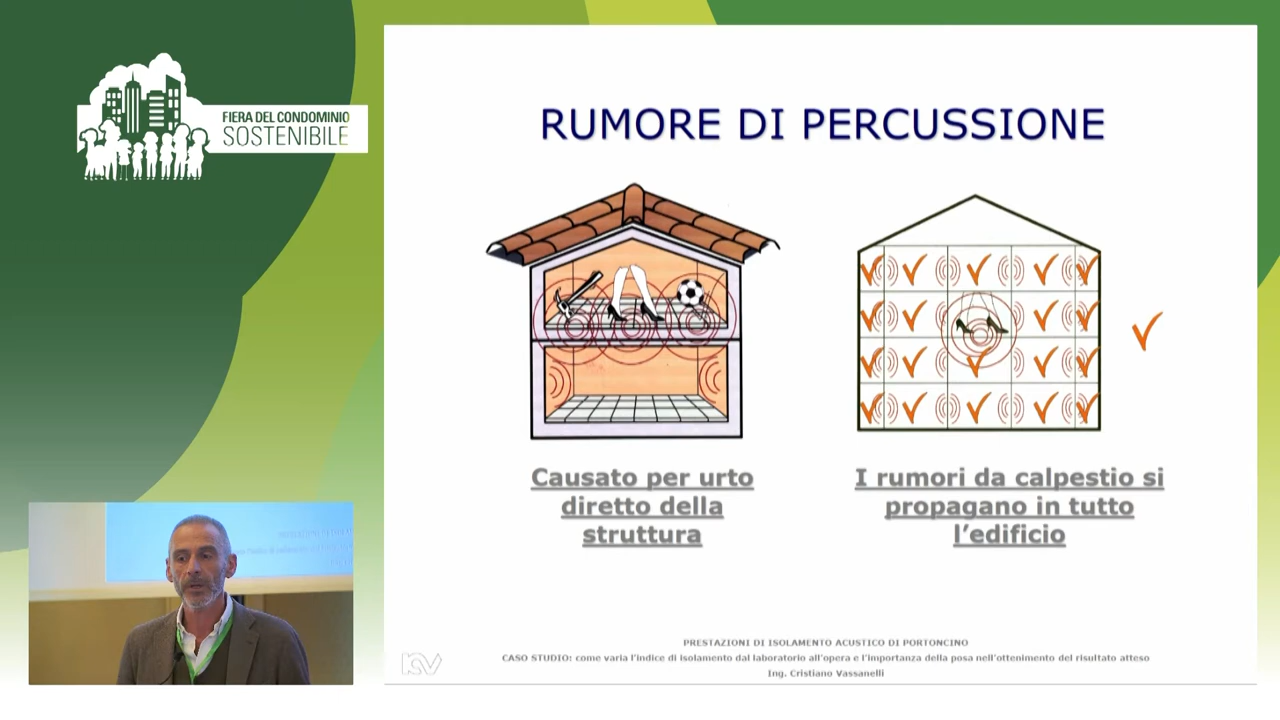 FIERA DEL CONDOMINIO
SOSTENIBILE
RUMORE DI PERCUSSIONE
Causato per urto
diretto della
struttura
I rumori da calpestio si
propagano in tutto
l’edificio
PRESTAZIONI DI ISOLAMENTO ACUSTICO DI PORTONCINO
CASO STUDIO: come varia l’indice di isolamento dal laboratorio all’opera e l’importanza della posa nell’ottenimento del risultato atteso
Ing. Cristiano Vassanelli